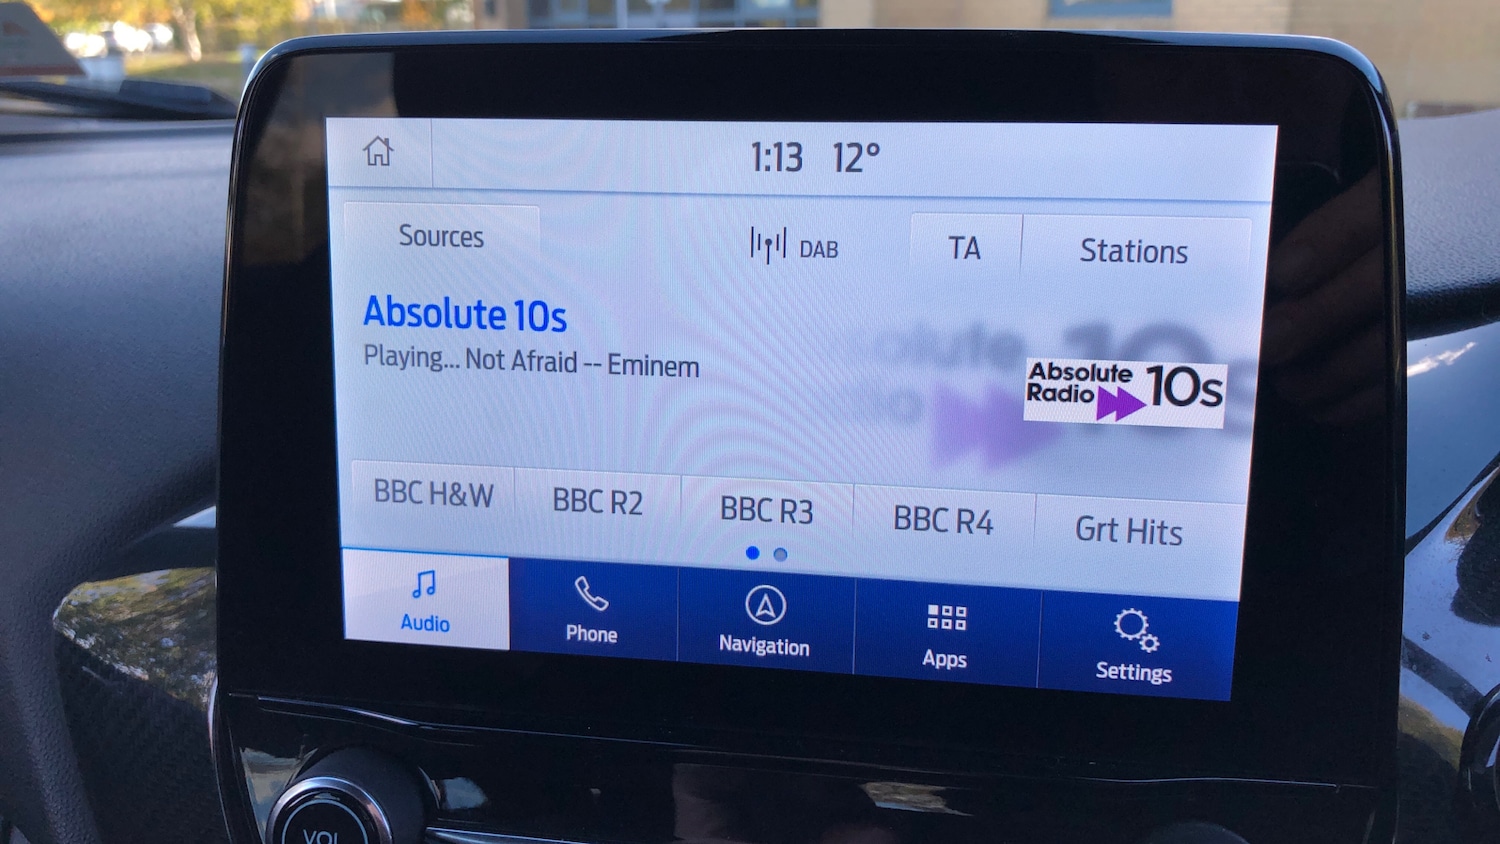 1:13 12°
Sources
DAB
TA
Stations
Absolute 10s
Playing... Not Afraid -- Eminem
Absolute
Radio
10s
BBC H&W
BBC R2
BBC R3
BBC R4
Grt Hits
Audio
Phone
Navigation
Apps
Settings
VOL